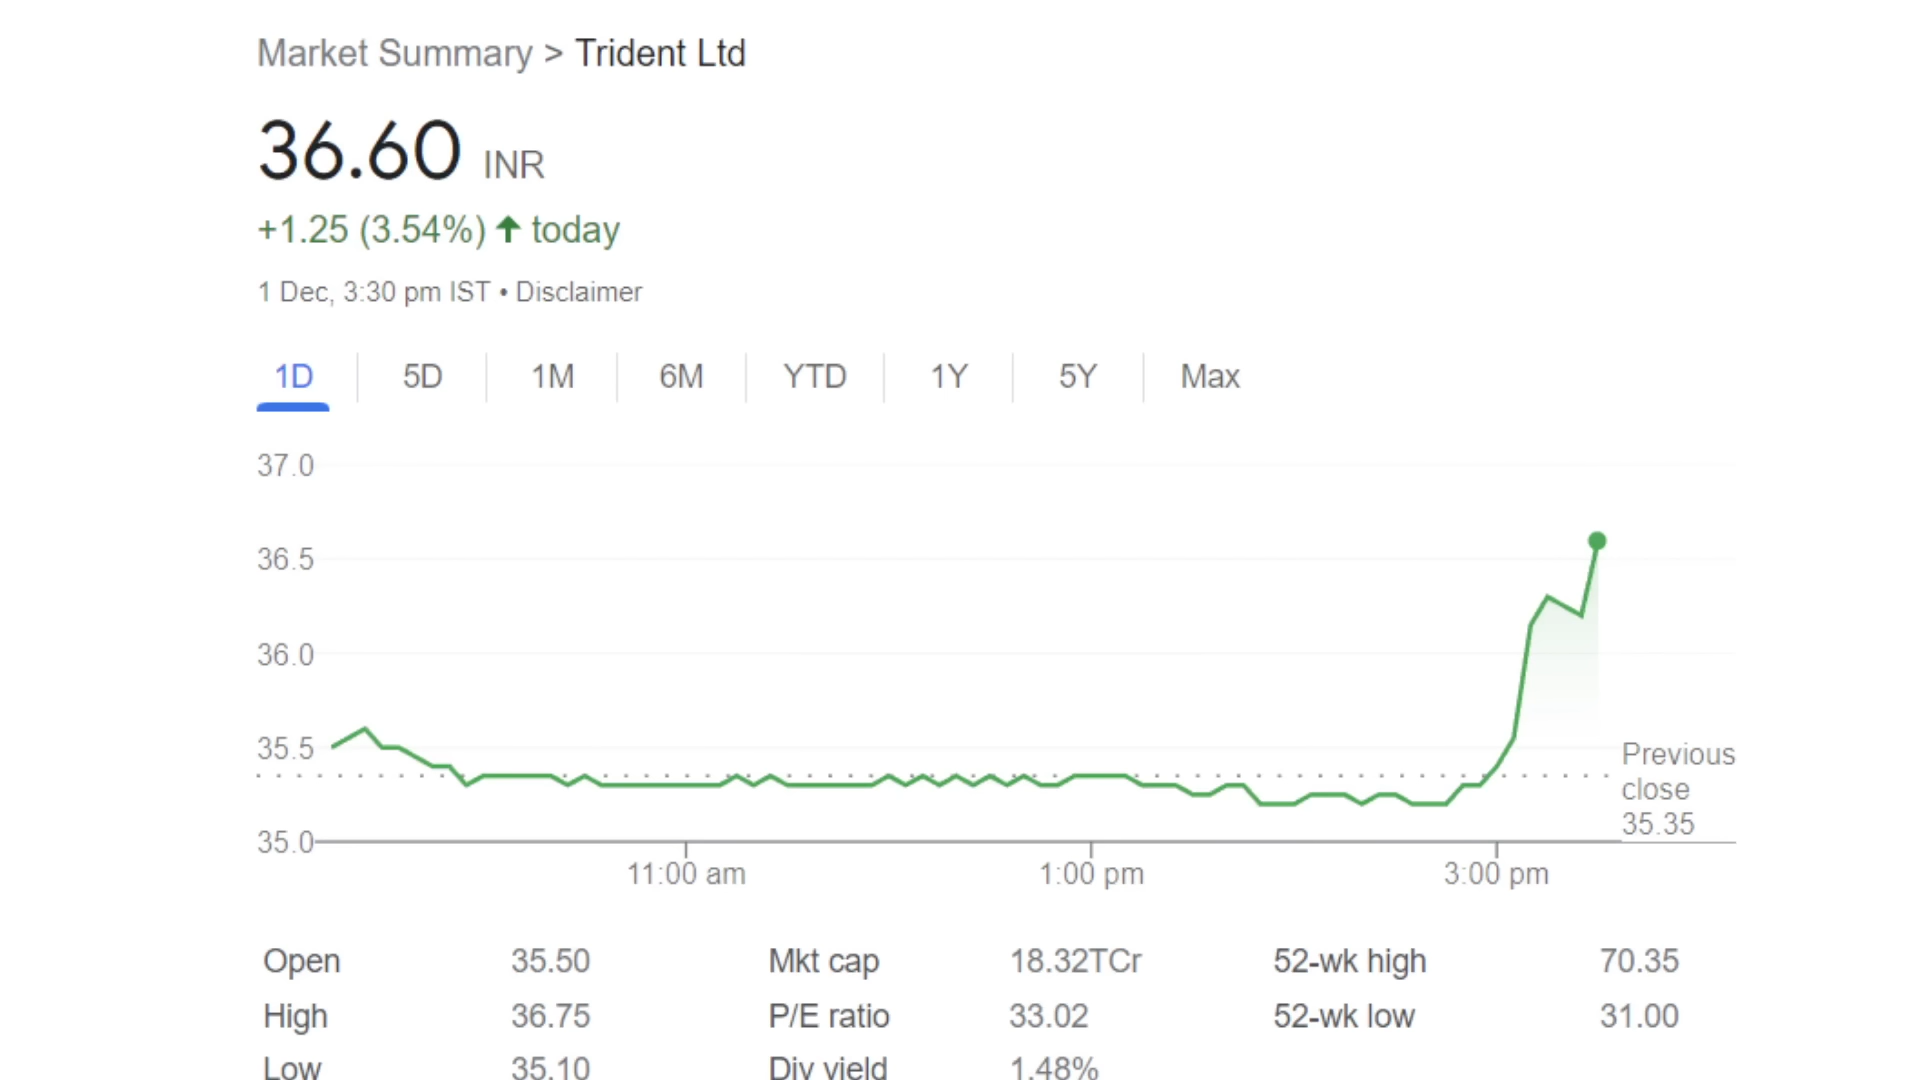 Market Summary > Trident Ltd
36.60 INR
+1.25 (3.54%) ↑ today
1 Dec, 3:30 pm IST • Disclaimer
1D 5D 1M 6M YTD 1Y 5Y Max
37.0
36.5
36.0
35.5
35.0
Previous
close
35.35
11:00 am 1:00 pm 3:00 pm
Open 35.50 Mkt cap 18.32TCr 52-wk high 70.35
High 36.75 P/E ratio 33.02 52-wk low 31.00
Low 35.10 Div yield 1.48%